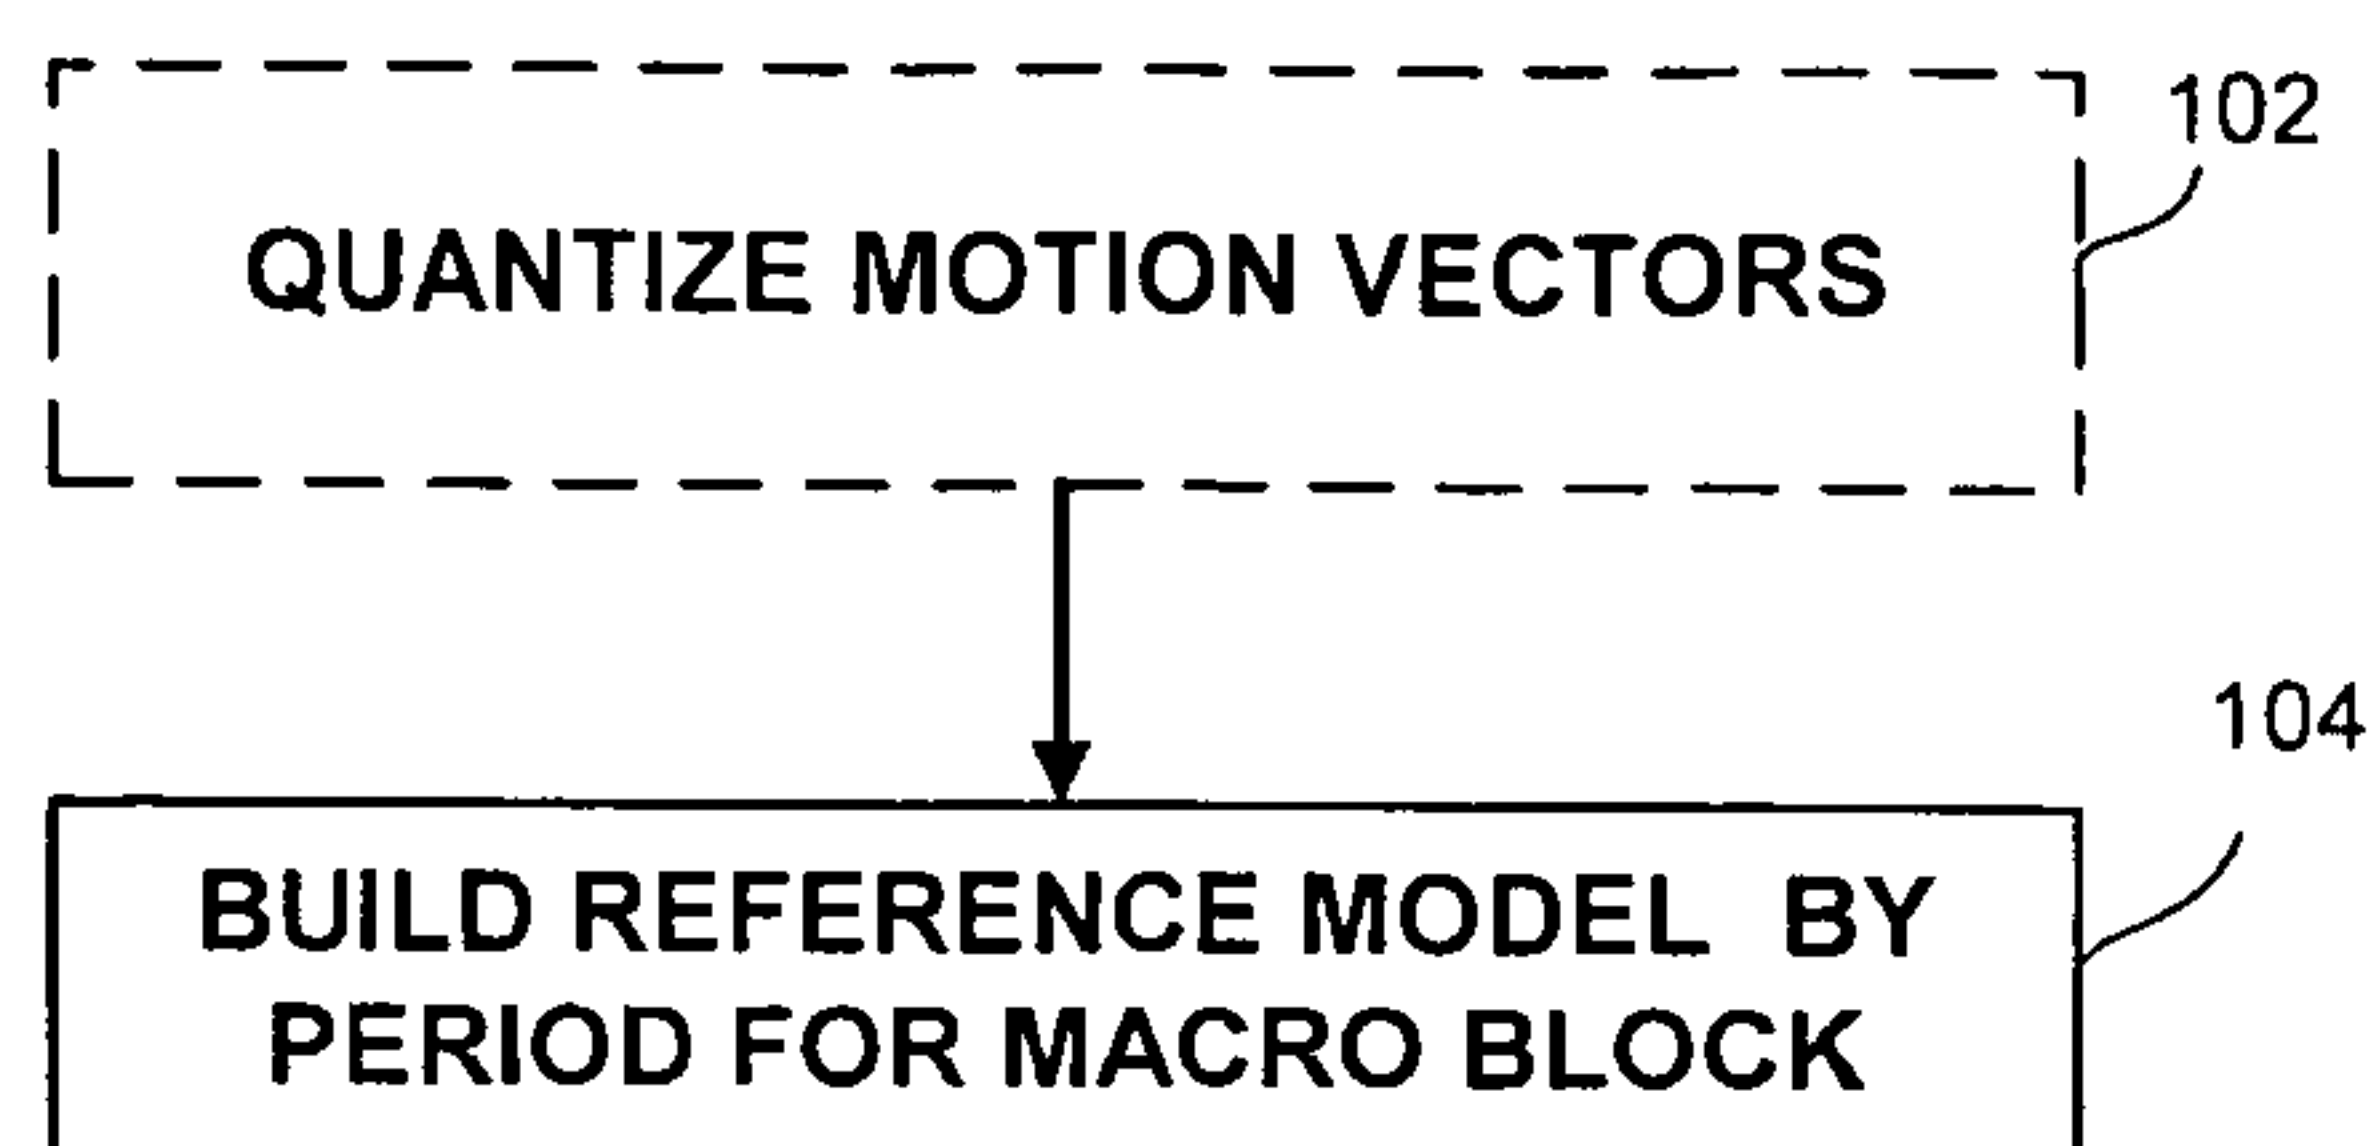 102
QUANTIZE MOTION VECTORS
104
BUILD REFERENCE MODEL BY
PERIOD FOR MACRO BLOCK